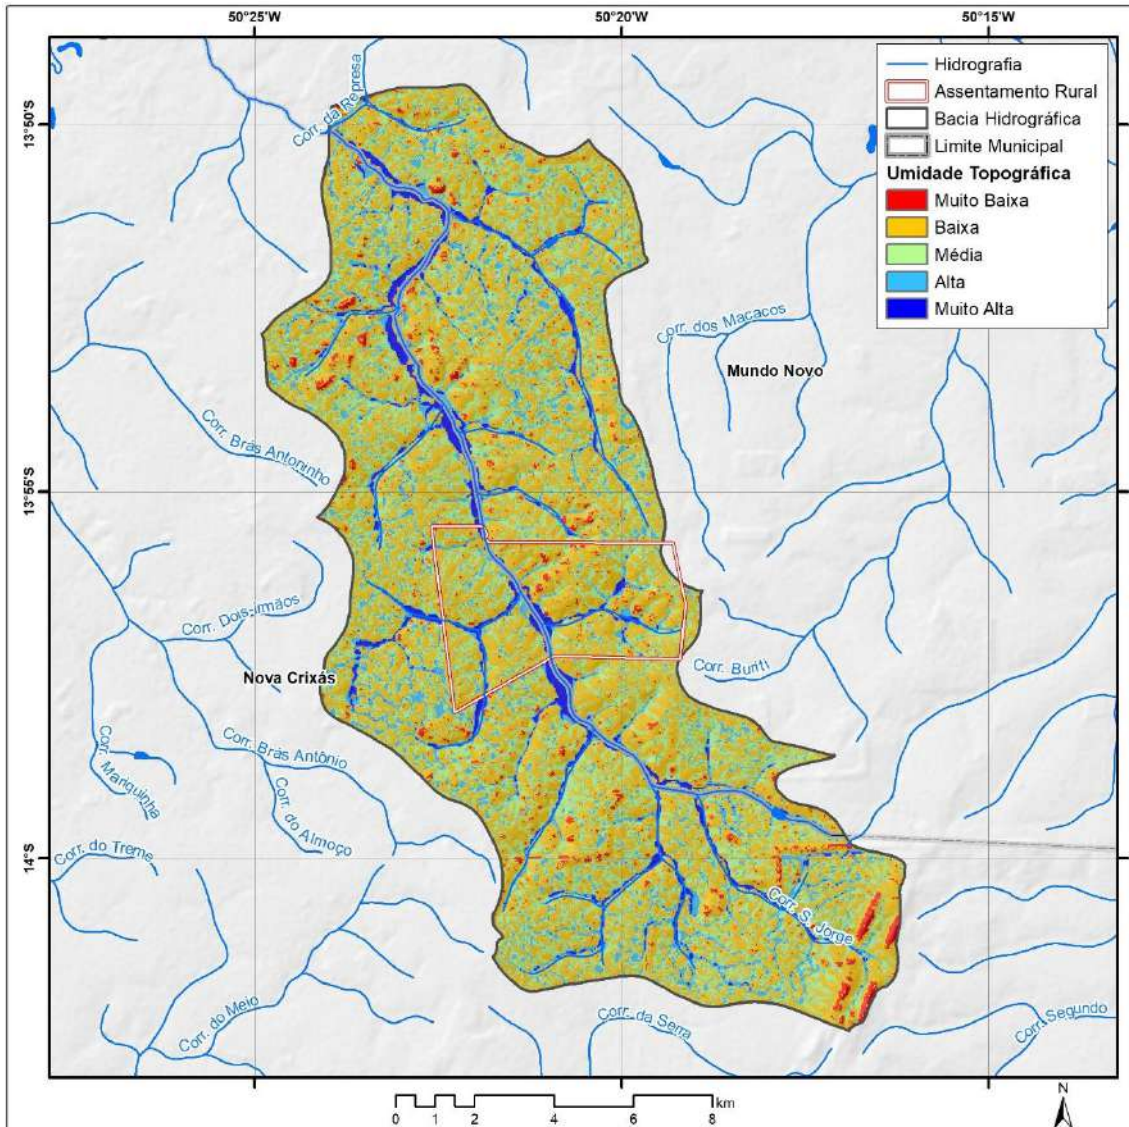 50°25'W
50°20'W
50°15'W
13°50'S
13°55'S
14°S
Hidrografia
Assentamento Rural
Bacia Hidrográfica
Limite Municipal
Umidade Topográfica
Muito Baixa
Baixa
Média
Alta
Muito Alta
Corr. da Represa
Corr. dos Macacos
Mundo Novo
Corr. Brás Antoninho
Corr. Dois-Irmãos
Nova Crixás
Corr. Buriti
Corr. Brás Antônio
Corr. Mariquinha
Corr. do Almoço
Corr. do Treme
Corr. S. Jorge
Corr. do Meio
Corr. da Serra
Corr. Segundo
0 1 2 4 6 8 km
N